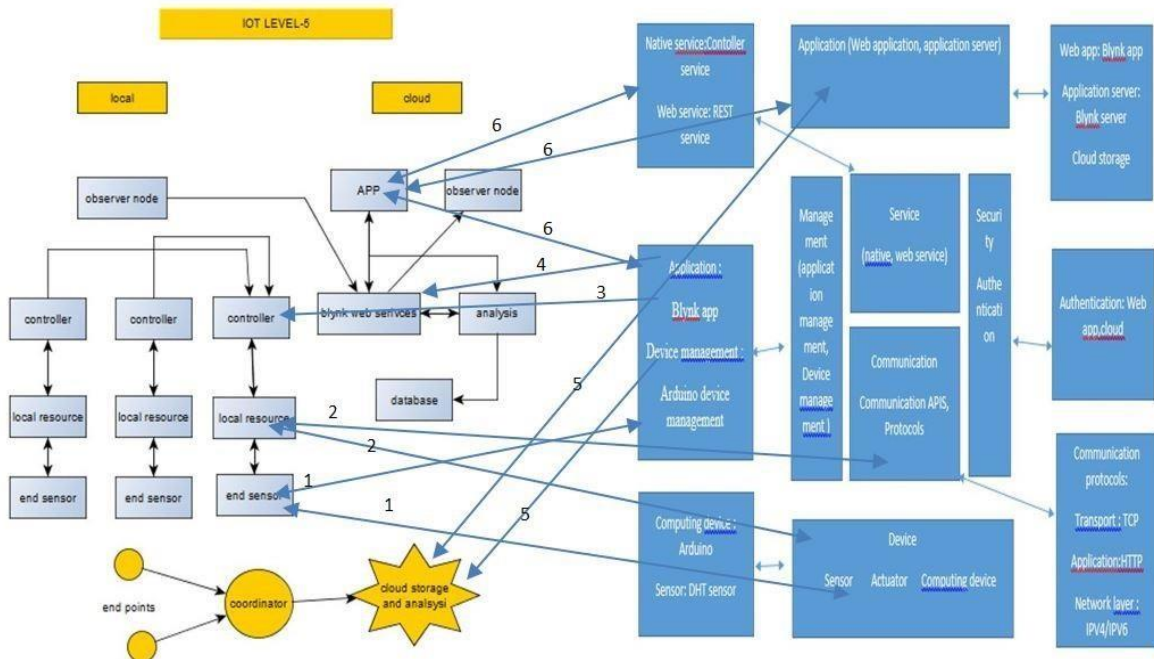 IOT LEVEL-5
local
cloud
observer node
APP
observer node
controller
controller
controller
blynk web serivces
analysis
database
local resource
local resource
local resource
end sensor
end sensor
end sensor
end points
coordinator
cloud storage
and analsysi
6
6
6
4
3
5
2
2
1
1
5
Native service:Contoller
service
Web service: REST
service
Application (Web application, application server)
Web app: Blynk app
Application server:
Blynk server
Cloud storage
Application :
Blynk app
Device management :
Arduino device
management
Manage
ment
(applicat
ion
manage
ment,
Device
manage
ment )
Service
(native, web service)
Securi
ty
Authe
nticati
on
Authentication: Web
app,cloud
Communication
Communication APIS,
Protocols
Communication
protocols:
Transport : TCP
Application:HTTP
Network layer :
IPV4/IPV6
Computing device :
Arduino
Sensor: DHT sensor
Device
Sensor Actuator Computing device